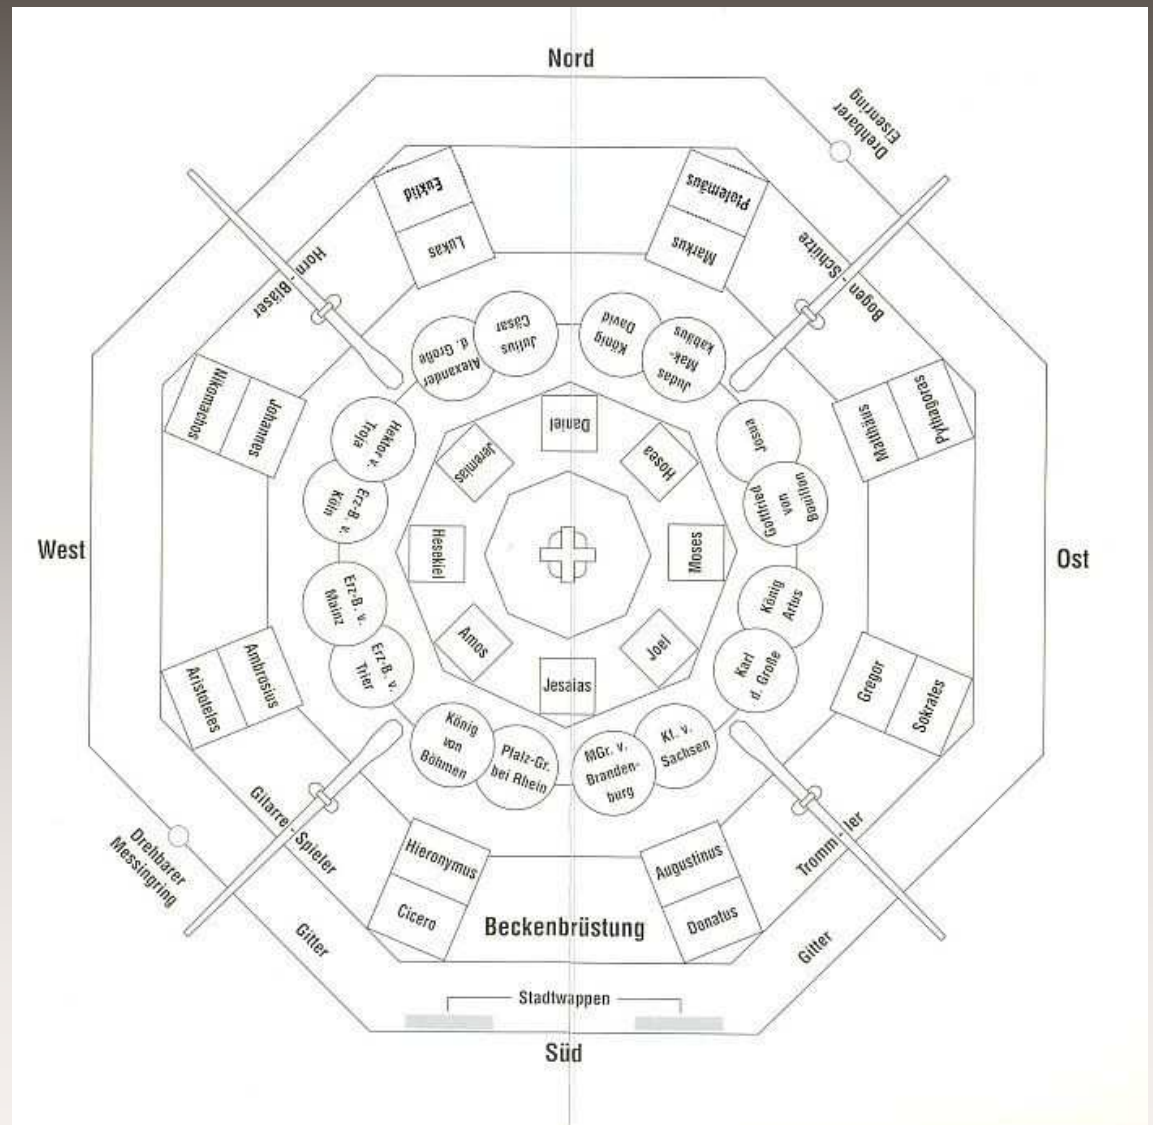 Nord
Drehbarer
Eisenring
Euklid
Lukas
Ptolemäus
Markus
Horn-Bläser
Bogen-Schütze
Julius
Cäsar
Alexander
d. Große
König
David
Judas
Mak-
kabäus
Nikomachos
Johannes
Hektor v.
Troja
Erz-B. v.
Köln
Daniel
Jeremias
Hosea
Josua
Gottfried
von
Bouillon
Matthäus
Pythagoras
West
Hesekiel
Moses
Ost
Erz-B. v.
Mainz
Erz-B. v.
Trier
Amos
Jesaias
Joel
König
Artus
Karl
d. Große
Aristoteles
Ambrosius
Gregor
Sokrates
König
von
Böhmen
Pfalz-Gr.
bei Rhein
MGr. v.
Branden-
burg
Kf. v.
Sachsen
Gitarre-Spieler
Trommler
Drehbarer
Messingring
Hieronymus
Cicero
Augustinus
Donatus
Beckenbrüstung
Gitter
Gitter
Stadtwappen
Süd